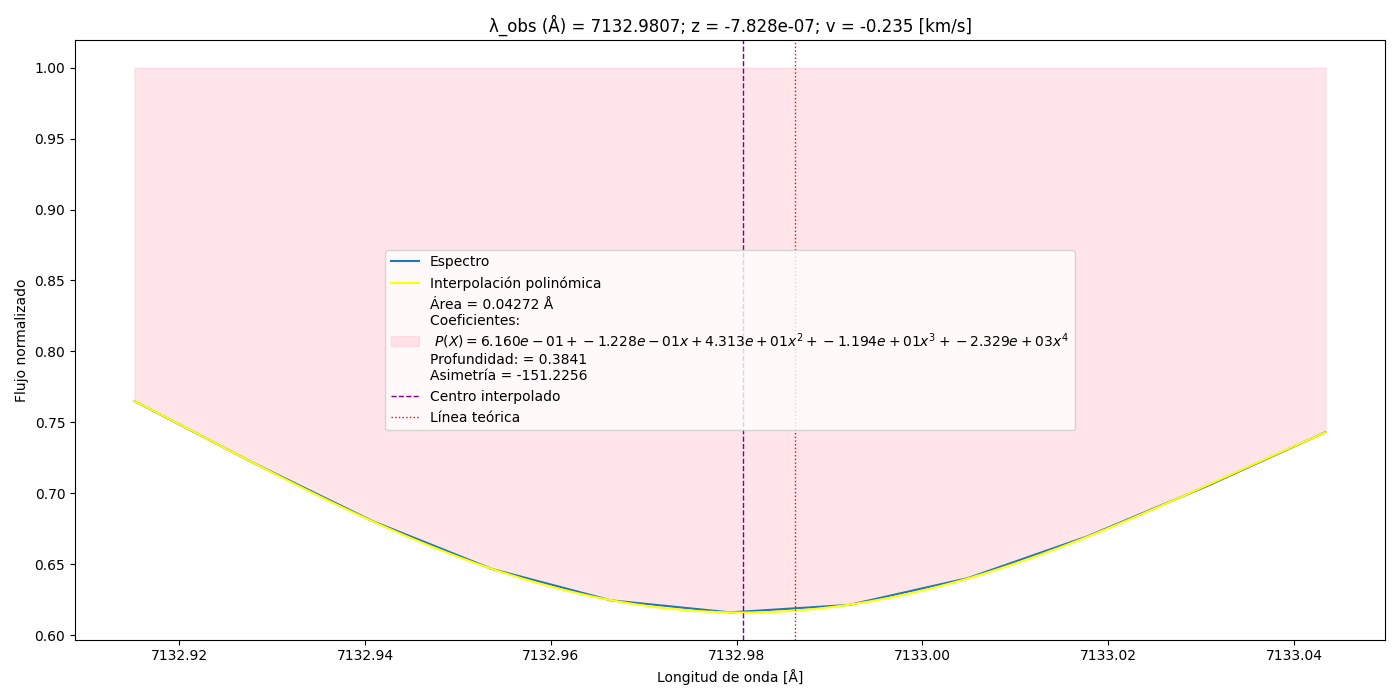 λ_obs (Å) = 7132.9807; z = -7.828e-07; v = -0.235 [km/s]
Flujo normalizado
1.00
0.95
0.90
0.85
0.80
0.75
0.70
0.65
0.60
Espectro
Interpolación polinómica
Área = 0.04272 Å
Coeficientes:
P(X) = 6.160e − 01 + −1.228e − 01x + 4.313e + 01x² + −1.194e + 01x³ + −2.329e + 03x⁴
Profundidad: = 0.3841
Asimetría = -151.2256
Centro interpolado
Línea teórica
7132.92 7132.94 7132.96 7132.98 7133.00 7133.02 7133.04
Longitud de onda [Å]